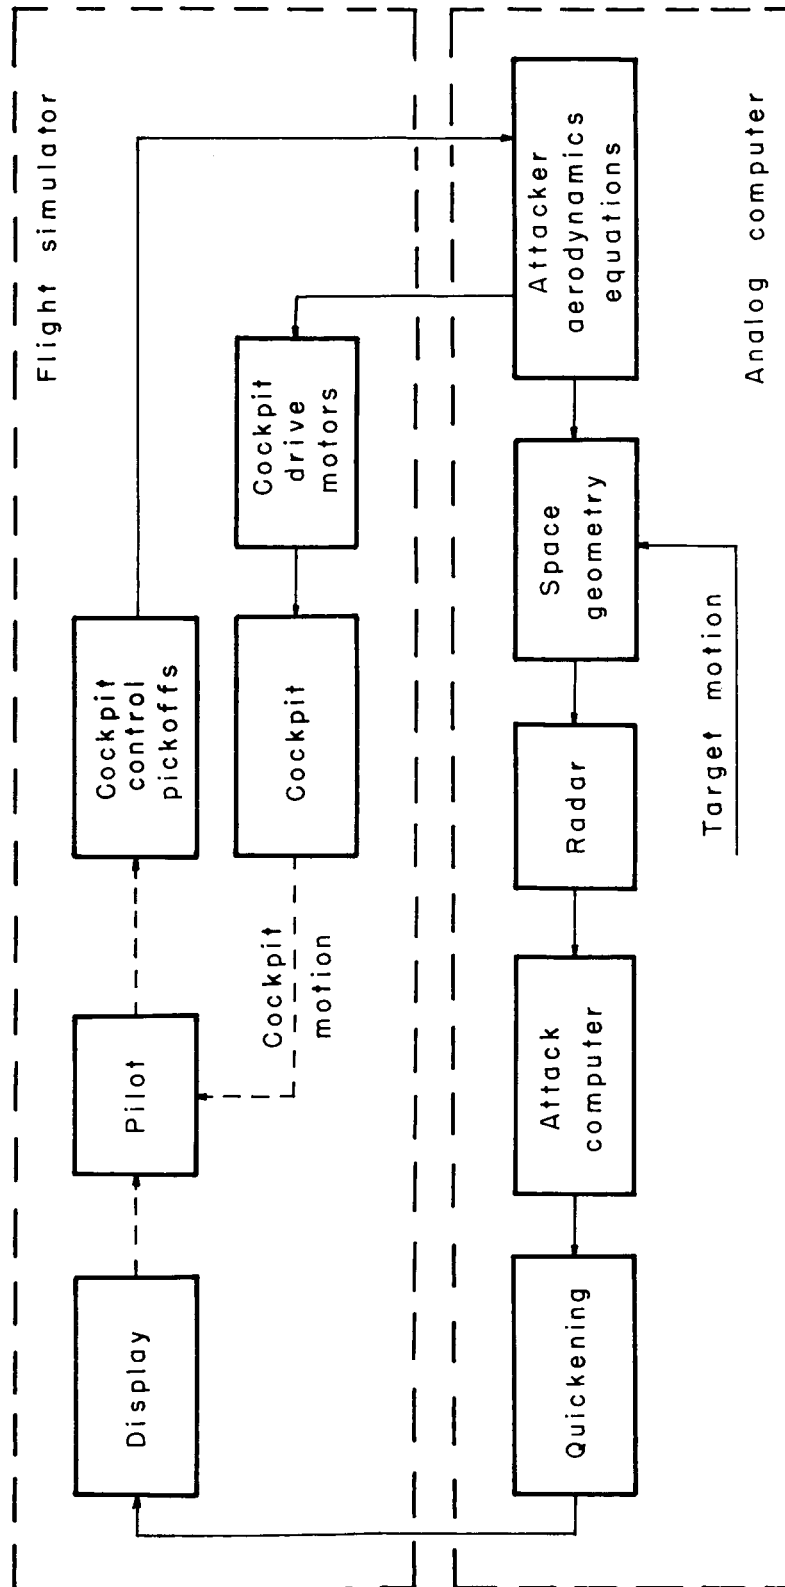 Flight simulator
Display
Pilot
Cockpit
control
pickoffs
Cockpit
motion
Cockpit
Cockpit
drive
motors
Quickening
Attack
computer
Radar
Space
geometry
Attacker
aerodynamics
equations
Target motion
Analog computer